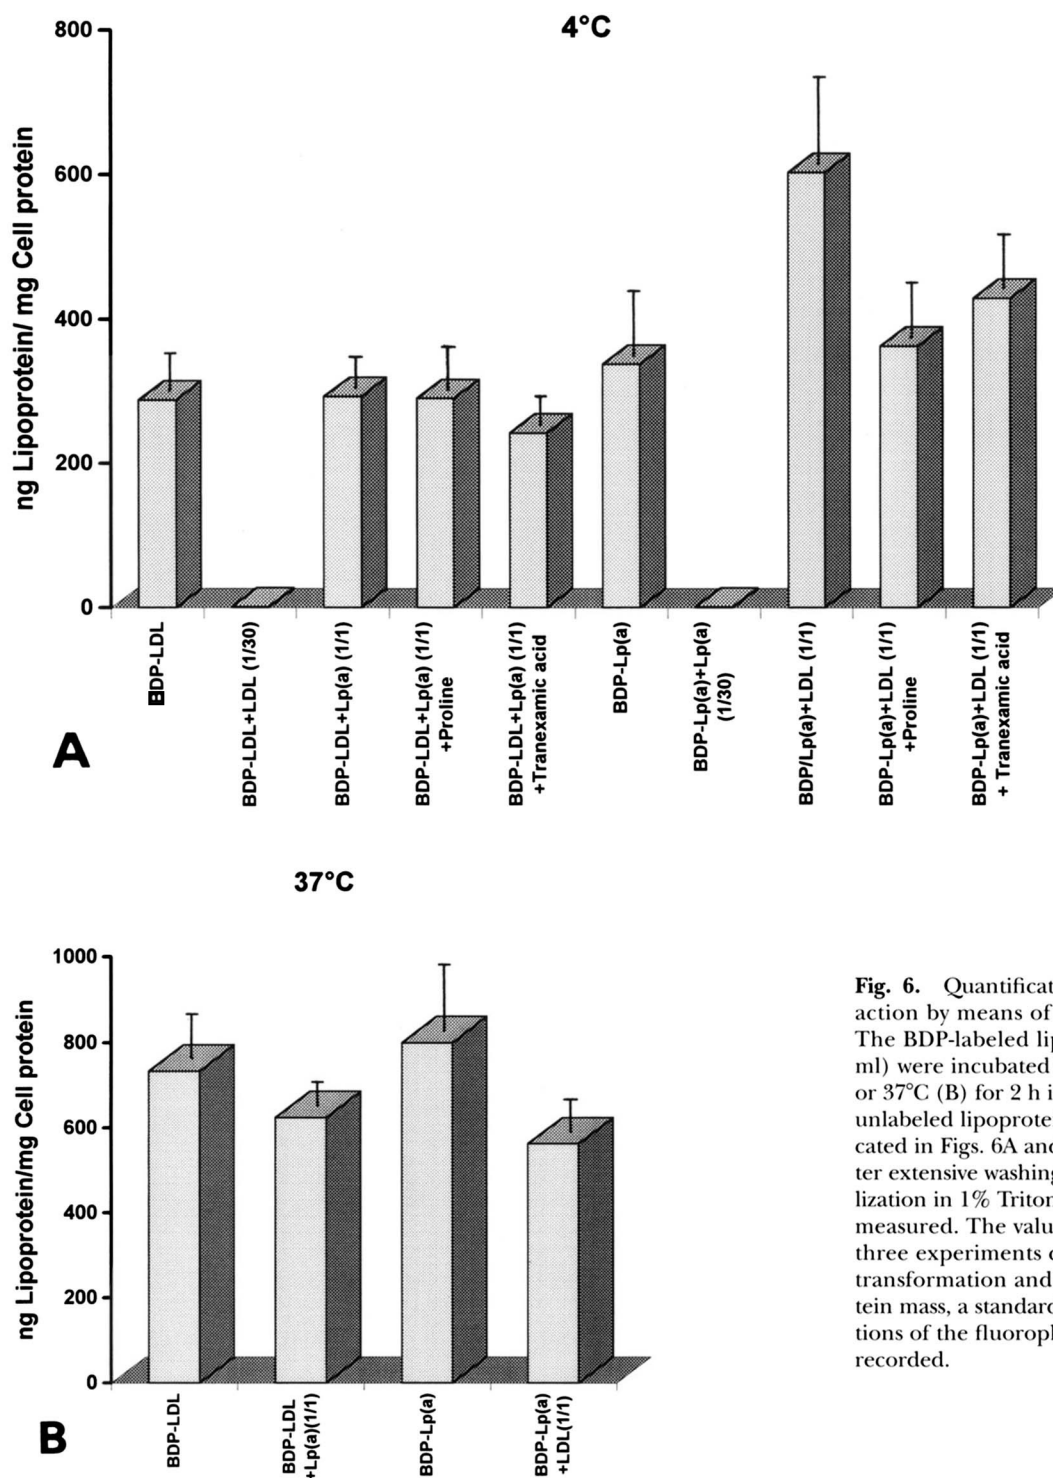 4°C
ng Lipoprotein/ mg Cell protein
800
600
400
200
0
BDP-LDL
BDP-LDL+LDL (1/30)
BDP-LDL+Lp(a) (1/1)
BDP-LDL+Lp(a) (1/1)
+Proline
BDP-LDL+Lp(a) (1/1)
+Tranexamic acid
BDP-Lp(a)
BDP-Lp(a)+Lp(a)
(1/30)
BDP/Lp(a)+LDL (1/1)
BDP-Lp(a)+LDL (1/1)
+Proline
BDP-Lp(a)+LDL (1/1)
+ Tranexamic acid
A
37°C
ng Lipoprotein/mg Cell protein
1000
800
600
400
200
0
BDP-LDL
BDP-LDL
+Lp(a)(1/1)
BDP-Lp(a)
BDP-Lp(a)
+LDL(1/1)
B
Fig. 6. Quantificat
action by means of
The BDP-labeled lip
ml) were incubated
or 37°C (B) for 2 h i
unlabeled lipoprote
cated in Figs. 6A and
ter extensive washing
lization in 1% Triton
measured. The valu
three experiments c
transformation and
tein mass, a standard
tions of the fluoroph
recorded.